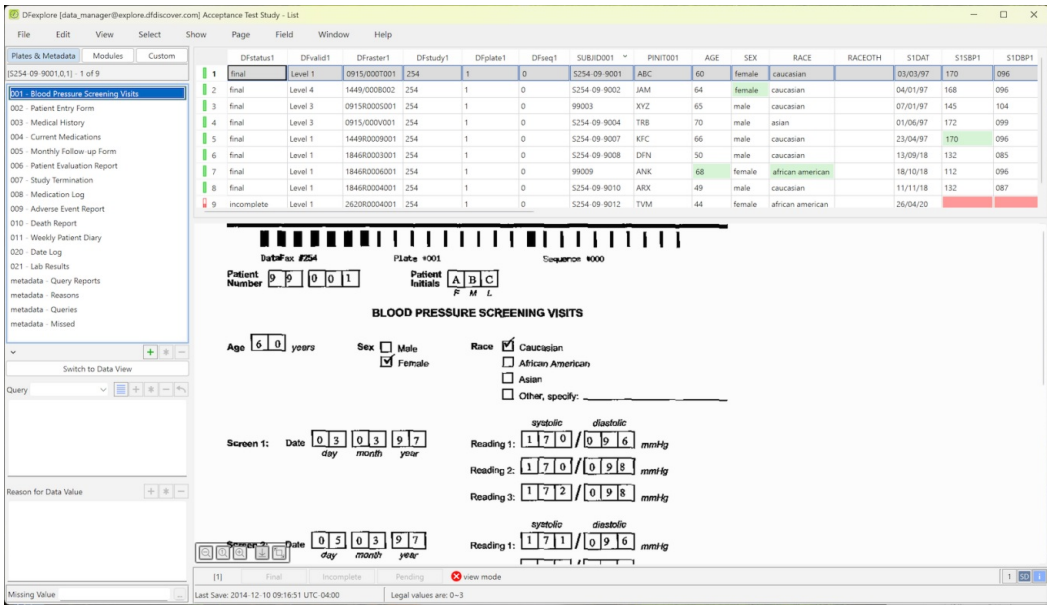 DFexplore [data_manager@explore.dfdiscover.com] Acceptance Test Study - List
File Edit View Select Show Page Field Window Help
Plates & Metadata Modules Custom
[S254-09-9001,0,1] - 1 of 9
001 - Blood Pressure Screening Visits
002 - Patient Entry Form
003 - Medical History
004 - Current Medications
005 - Monthly Follow-up Form
006 - Patient Evaluation Report
007 - Study Termination
008 - Medication Log
009 - Adverse Event Report
010 - Death Report
011 - Weekly Patient Diary
020 - Date Log
021 - Lab Results
metadata - Query Reports
metadata - Reasons
metadata - Queries
metadata - Missed
Switch to Data View
Query
Reason for Data Value
Missing Value
DFstatus1 DFvalid1 DFraster1 DFstudy1 DFplate1 DFseq1 SUBJID001 PINIT001 AGE SEX RACE RACEOTH S1DAT S1SBP1 S1DBP1
1 final Level 1 0915/000T001 254 1 0 S254-09-9001 ABC 60 female caucasian 03/03/97 170 096
2 final Level 4 1449/000B002 254 1 0 S254-09-9002 JAM 64 female caucasian 04/01/97 168 096
3 final Level 3 0915R000S001 254 1 0 99003 XYZ 65 male caucasian 07/01/97 145 104
4 final Level 3 0915/000V001 254 1 0 S254-09-9004 TRB 70 male asian 01/06/97 172 099
5 final Level 1 1449R0009001 254 1 0 S254-09-9007 KFC 66 male caucasian 23/04/97 170 096
6 final Level 1 1846R0003001 254 1 0 S254-09-9008 DFN 50 male caucasian 13/09/18 132 085
7 final Level 1 1846R0006001 254 1 0 99009 ANK 68 female african american 18/10/18 112 096
8 final Level 1 1846R0004001 254 1 0 S254-09-9010 ARX 49 male caucasian 11/11/18 132 087
9 incomplete Level 1 2620R0004001 254 1 0 S254-09-9012 TVM 44 female african american 26/04/20
DataFax #254 Plate #001 Sequence #000
Patient Number 9 9 0 0 1 Patient Initials A B C
F M L
BLOOD PRESSURE SCREENING VISITS
Age 6 0 years Sex Male Race Caucasian
Female African American
Asian
Other, specify:
systolic diastolic
Screen 1: Date 0 3 0 3 9 7 Reading 1: 1 7 0 / 0 9 6 mmHg
day month year
Reading 2: 1 7 0 / 0 9 8 mmHg
Reading 3: 1 7 2 / 0 9 8 mmHg
systolic diastolic
Screen 2: Date 0 5 0 3 9 7 Reading 1: 1 7 1 / 0 9 6 mmHg
day month year
[1] Final Incomplete Pending view mode 1 SD i
Last Save: 2014-12-10 09:16:51 UTC-04:00 Legal values are: 0~3